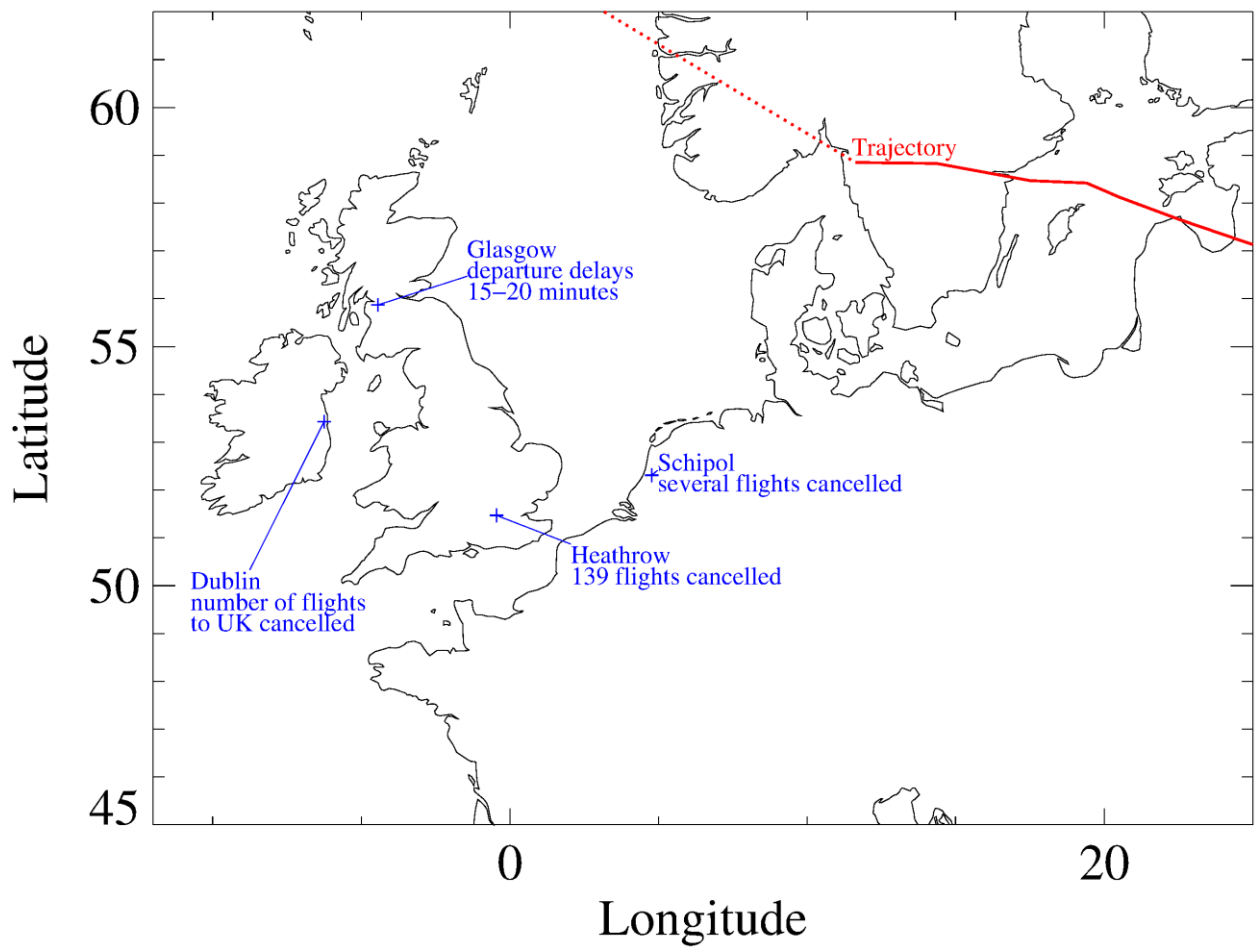 60
Trajectory
Glasgow
departure delays
15–20 minutes
55
Latitude
Schipol
several flights cancelled
Heathrow
139 flights cancelled
50
Dublin
number of flights
to UK cancelled
45
0
20
Longitude